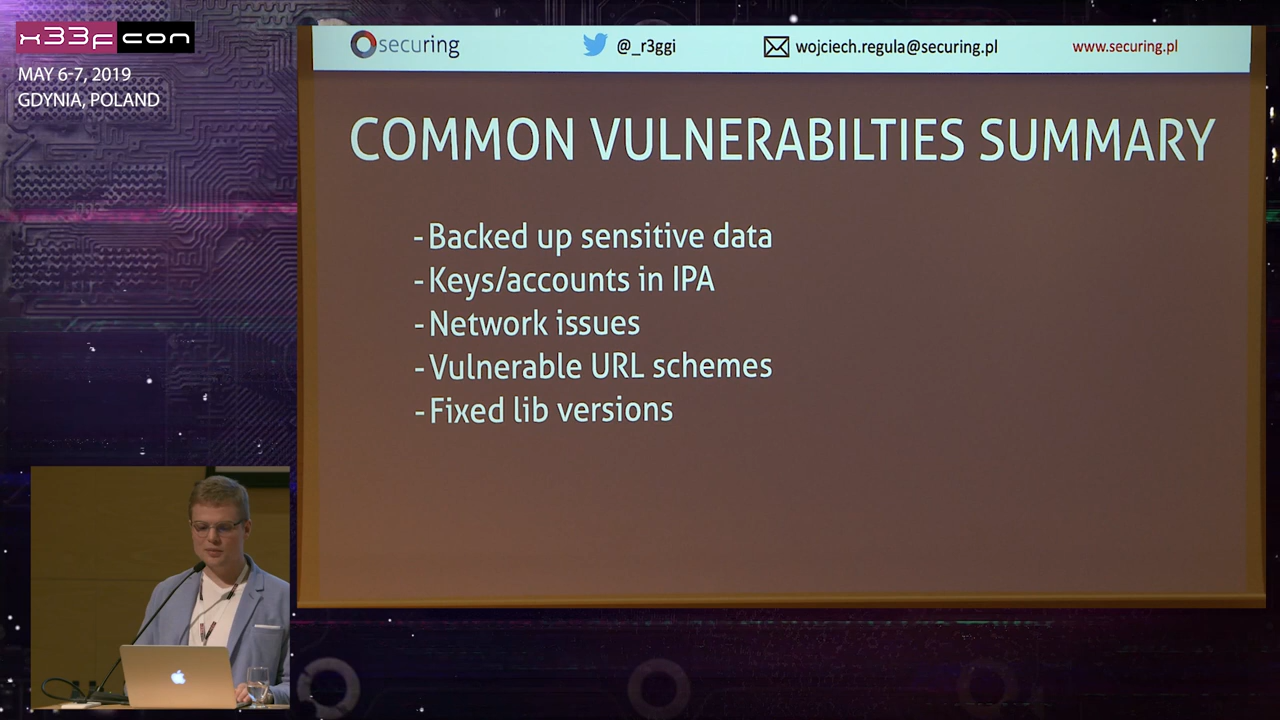 x33fcon
MAY 6-7, 2019
GDYNIA, POLAND
securing @_r3ggi wojciech.regula@securing.pl www.securing.pl
COMMON VULNERABILTIES SUMMARY
-Backed up sensitive data
-Keys/accounts in IPA
-Network issues
-Vulnerable URL schemes
-Fixed lib versions